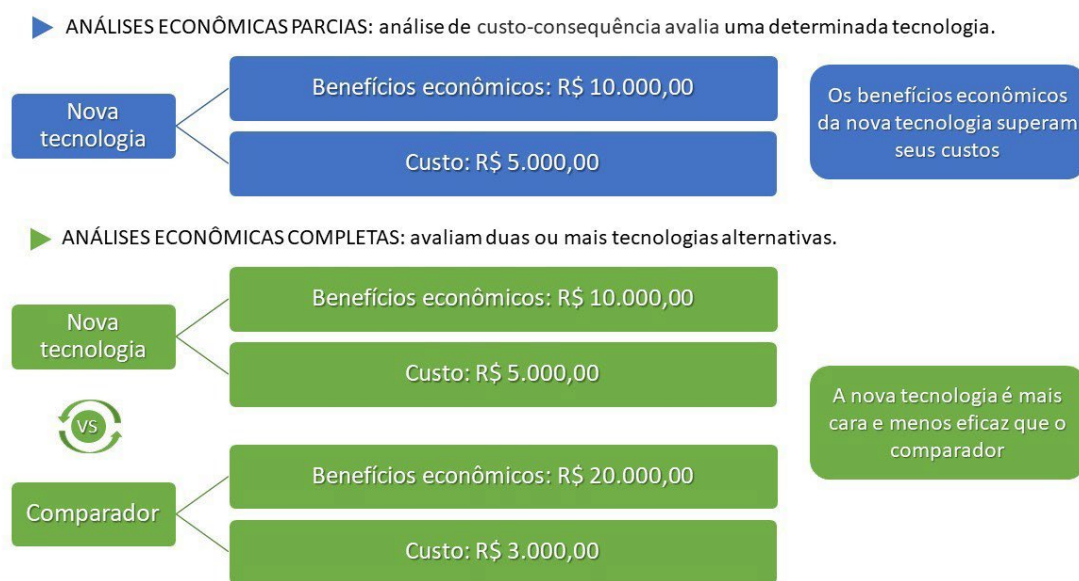 ANÁLISES ECONÔMICAS PARCIAS: análise de custo-consequência avalia uma determinada tecnologia.
Nova
tecnologia
Benefícios econômicos: R$ 10.000,00
Custo: R$ 5.000,00
Os benefícios econômicos
da nova tecnologia superam
seus custos
ANÁLISES ECONÔMICAS COMPLETAS: avaliam duas ou mais tecnologias alternativas.
Nova
tecnologia
Benefícios econômicos: R$ 10.000,00
Custo: R$ 5.000,00
VS
Comparador
Benefícios econômicos: R$ 20.000,00
Custo: R$ 3.000,00
A nova tecnologia é mais
cara e menos eficaz que o
comparador